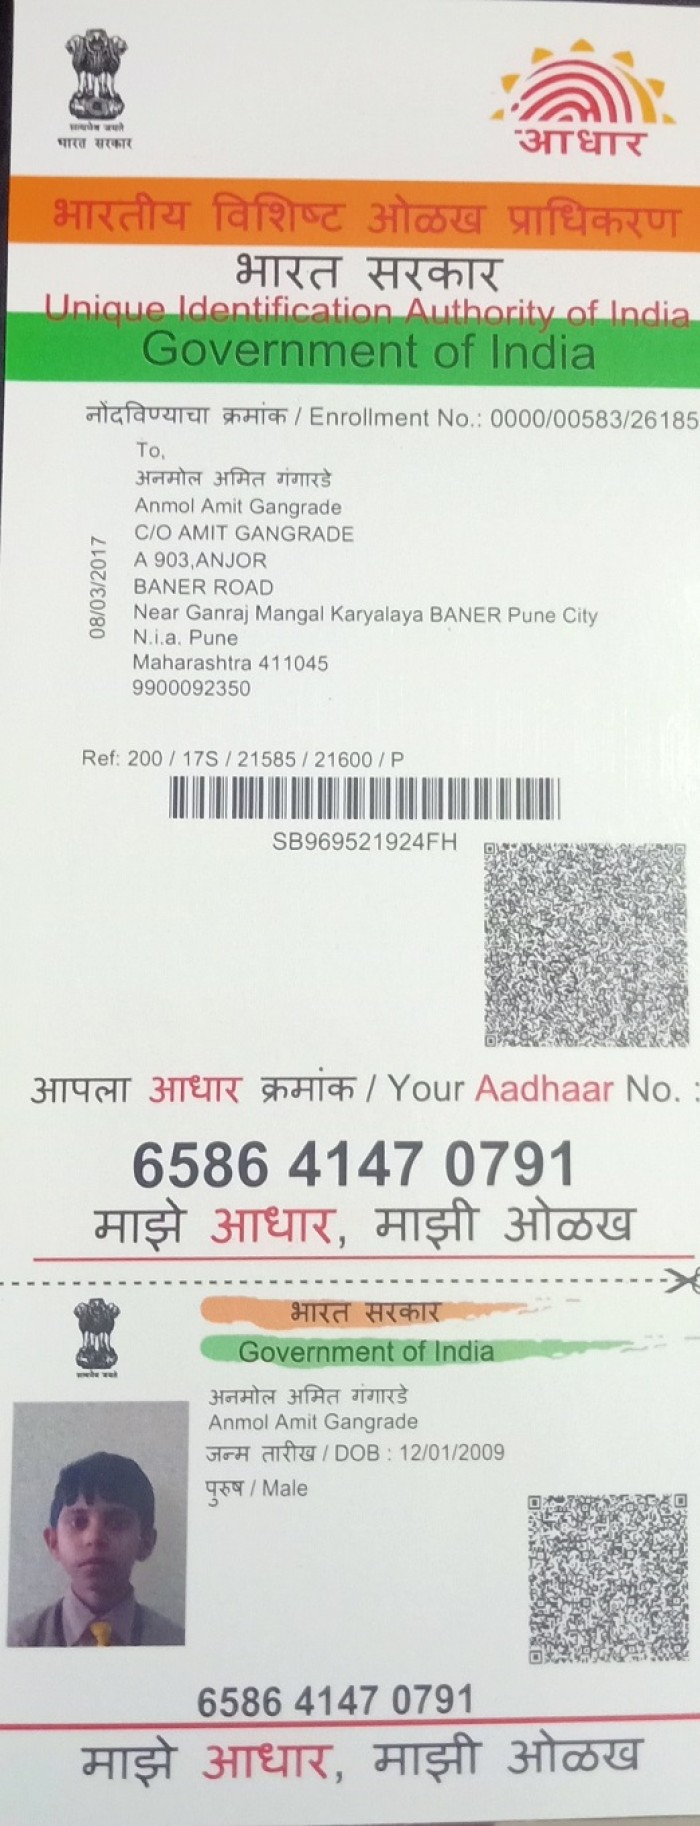 सत्यमेव जयते
भारत सरकार
आधार
भारतीय विशिष्ट ओळख प्राधिकरण
भारत सरकार
Unique Identification Authority of India
Government of India
नोंदविण्याचा क्रमांक / Enrollment No.: 0000/00583/26185
To,
अनमोल अमित गंगारडे
Anmol Amit Gangrade
C/O AMIT GANGRADE
A 903,ANJOR
BANER ROAD
Near Ganraj Mangal Karyalaya BANER Pune City
N.i.a. Pune
Maharashtra 411045
9900092350
08/03/2017
Ref: 200 / 17S / 21585 / 21600 / P
SB969521924FH
आपला आधार क्रमांक / Your Aadhaar No. :
6586 4147 0791
माझे आधार, माझी ओळख
भारत सरकार
Government of India
सत्यमेव जयते
अनमोल अमित गंगारडे
Anmol Amit Gangrade
जन्म तारीख / DOB : 12/01/2009
पुरुष / Male
6586 4147 0791
माझे आधार, माझी ओळख